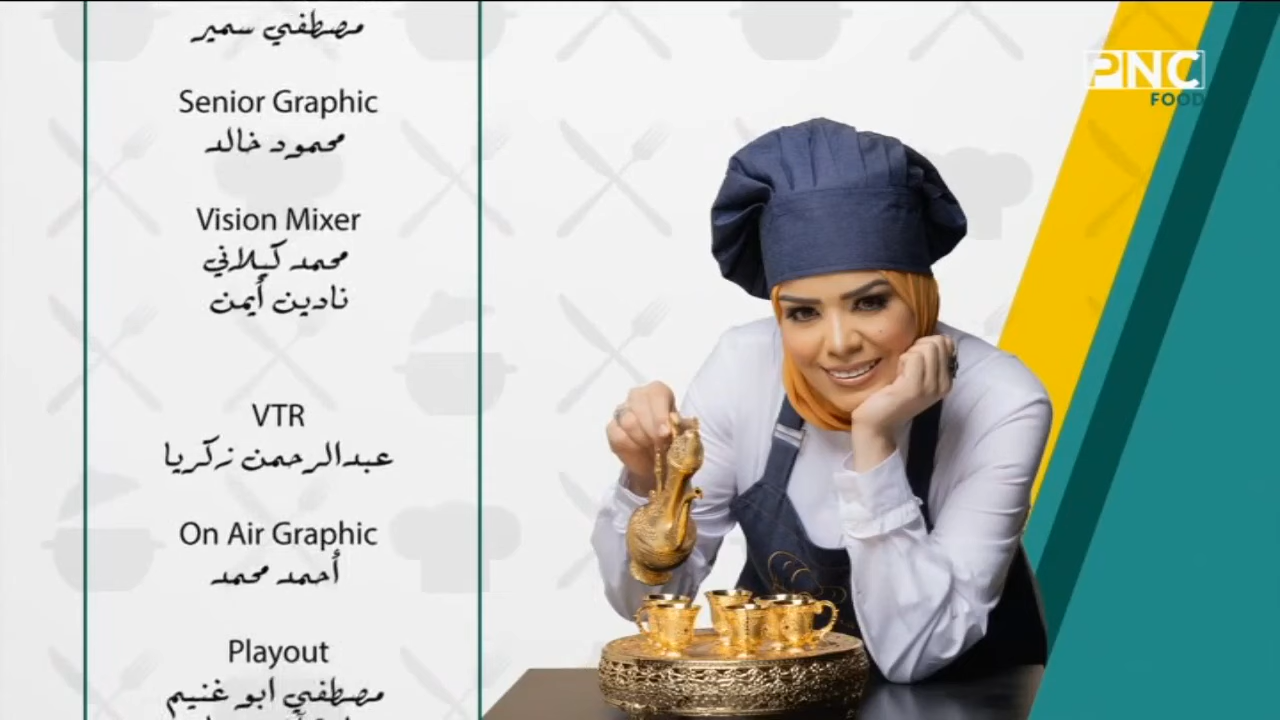 مصطفي سمير
Senior Graphic
محمود خالد
Vision Mixer
محمد كيلاني
نادين أيمن
VTR
عبدالرحمن زكريا
On Air Graphic
أحمد محمد
Playout
مصطفي ابو غنيم
PNC
FOOD